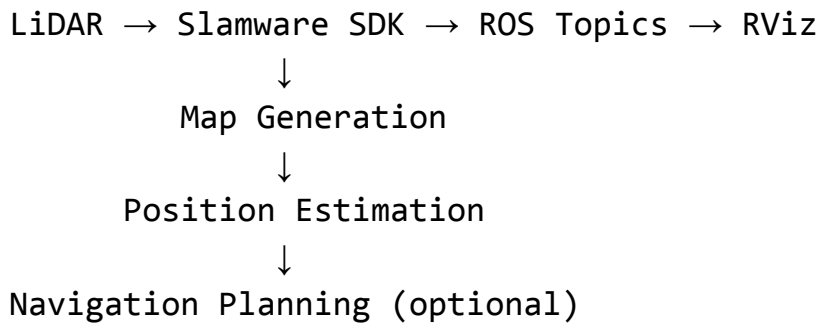 LiDAR → Slamware SDK → ROS Topics → RViz
↓
Map Generation
↓
Position Estimation
↓
Navigation Planning (optional)